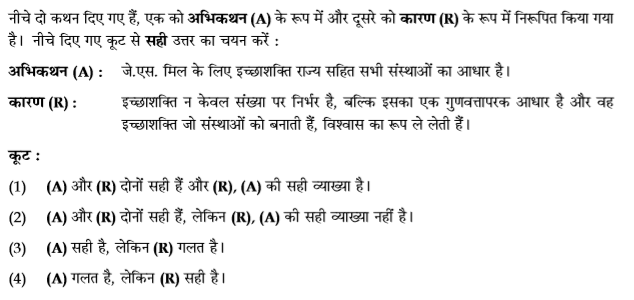 नीचे दो कथन दिए गए हैं, एक को अभिकथन (A) के रूप में और दूसरे को कारण (R) के रूप में निरूपित किया गया
है। नीचे दिए गए कूट से सही उत्तर का चयन करें :
अभिकथन (A) : जे.एस. मिल के लिए इच्छाशक्ति राज्य सहित सभी संस्थाओं का आधार है।
कारण (R) : इच्छाशक्ति न केवल संख्या पर निर्भर है, बल्कि इसका एक गुणवत्तापरक आधार है और वह
इच्छाशक्ति जो संस्थाओं को बनाती हैं, विश्वास का रूप ले लेती हैं।
कूट :
(1) (A) और (R) दोनों सही हैं और (R), (A) की सही व्याख्या है।
(2) (A) और (R) दोनों सही हैं, लेकिन (R), (A) की सही व्याख्या नहीं है।
(3) (A) सही है, लेकिन (R) गलत है।
(4) (A) गलत है, लेकिन (R) सही है।